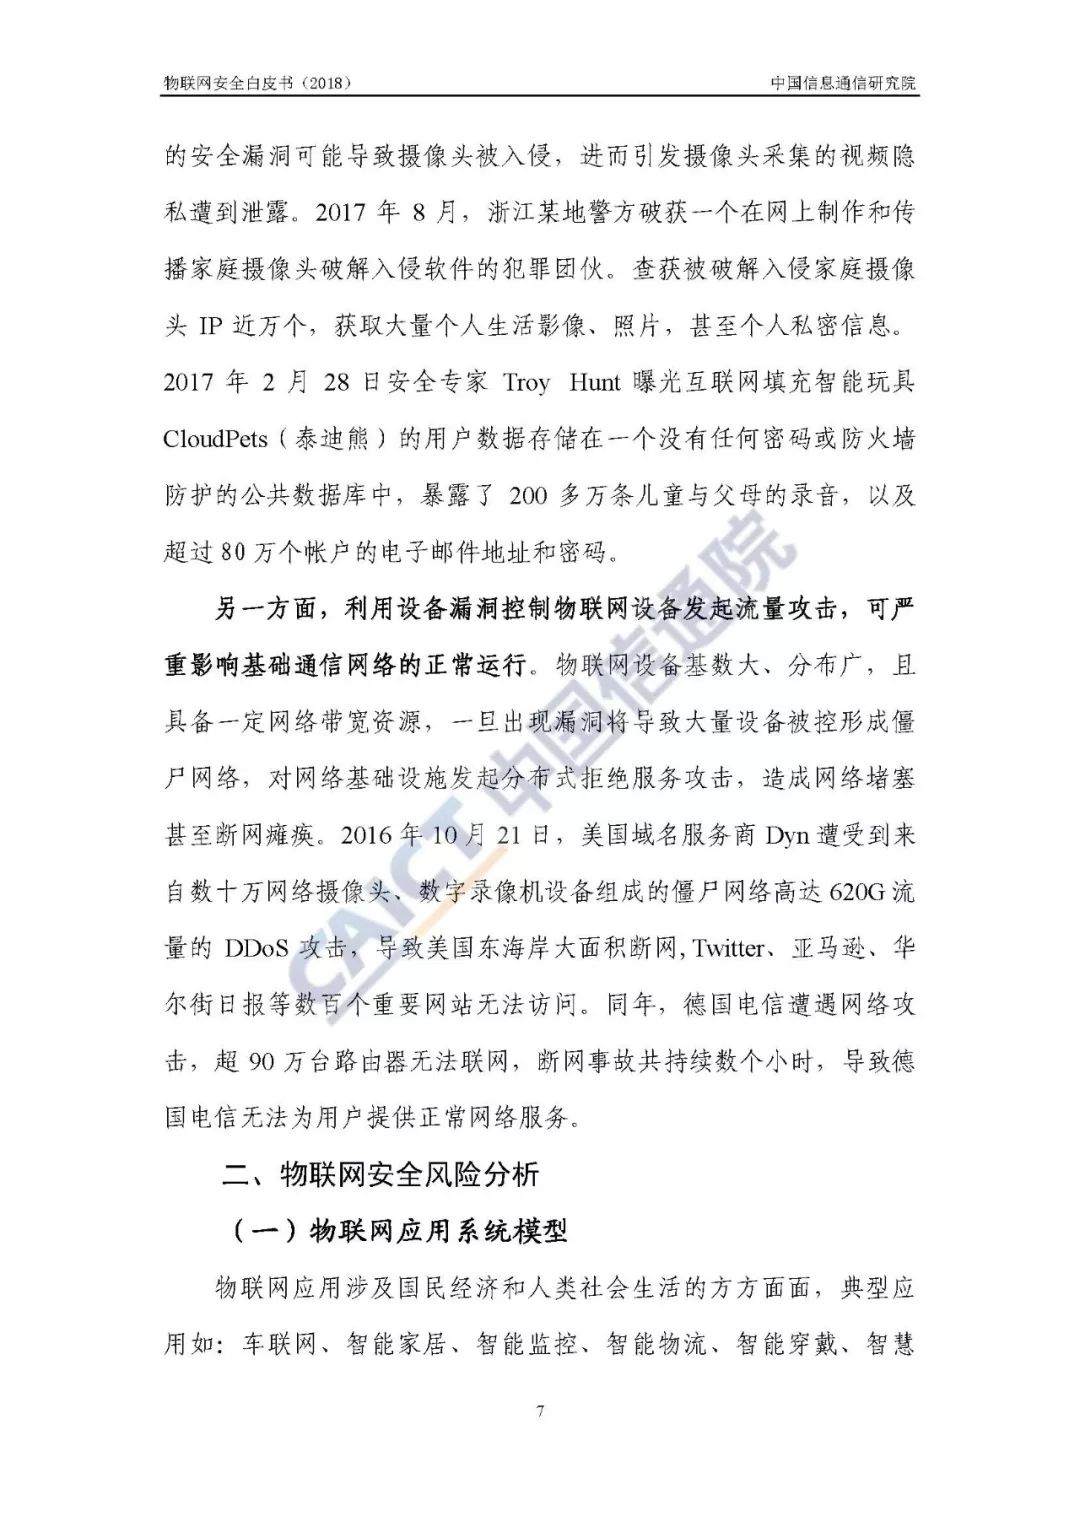 物联网安全白皮书（2018）
中国信息通信研究院
的安全漏洞可能导致摄像头被入侵，进而引发摄像头采集的视频隐
私遭到泄露。2017 年 8 月，浙江某地警方破获一个在网上制作和传
播家庭摄像头破解入侵软件的犯罪团伙。查获被破解入侵家庭摄像
头 IP 近万个，获取大量个人生活影像、照片，甚至个人私密信息。
2017 年 2 月 28 日安全专家 Troy Hunt 曝光互联网填充智能玩具
CloudPets（泰迪熊）的用户数据存储在一个没有任何密码或防火墙
防护的公共数据库中，暴露了 200 多万条儿童与父母的录音，以及
超过 80 万个帐户的电子邮件地址和密码。
另一方面，利用设备漏洞控制物联网设备发起流量攻击，可严
重影响基础通信网络的正常运行。物联网设备基数大、分布广，且
具备一定网络带宽资源，一旦出现漏洞将导致大量设备被控形成僵
尸网络，对网络基础设施发起分布式拒绝服务攻击，造成网络堵塞
甚至断网瘫痪。2016 年 10 月 21 日，美国域名服务商 Dyn 遭受到来
自数十万网络摄像头、数字录像机设备组成的僵尸网络高达 620G 流
量的 DDoS 攻击，导致美国东海岸大面积断网, Twitter、亚马逊、华
尔街日报等数百个重要网站无法访问。同年，德国电信遭遇网络攻
击，超 90 万台路由器无法联网，断网事故共持续数个小时，导致德
国电信无法为用户提供正常网络服务。
二、物联网安全风险分析
（一）物联网应用系统模型
物联网应用涉及国民经济和人类社会生活的方方面面，典型应
用如：车联网、智能家居、智能监控、智能物流、智能穿戴、智慧
7
CAICT 中国信通院